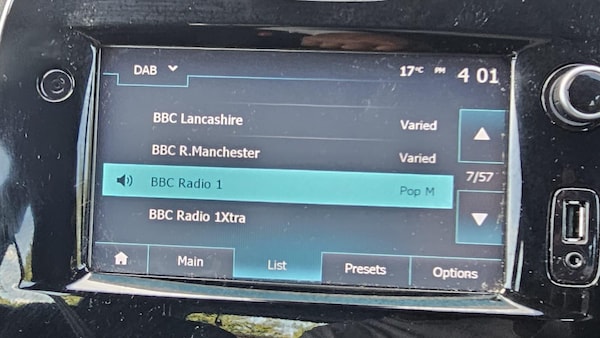 DAB 17°C PM 4 01
BBC Lancashire Varied
BBC R.Manchester Varied
BBC Radio 1 Pop M 7/57
BBC Radio 1Xtra
Main List Presets Options